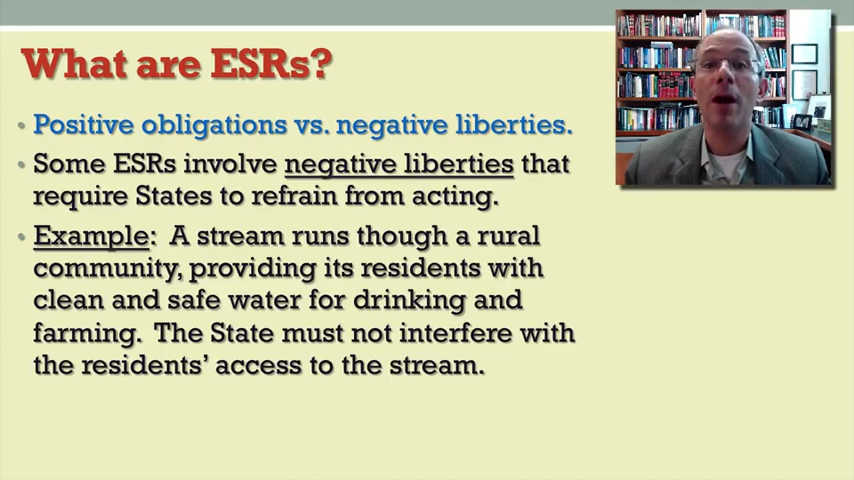 What are ESRs?
• Positive obligations vs. negative liberties.
• Some ESRs involve negative liberties that
require States to refrain from acting.
• Example: A stream runs though a rural
community, providing its residents with
clean and safe water for drinking and
farming. The State must not interfere with
the residents' access to the stream.